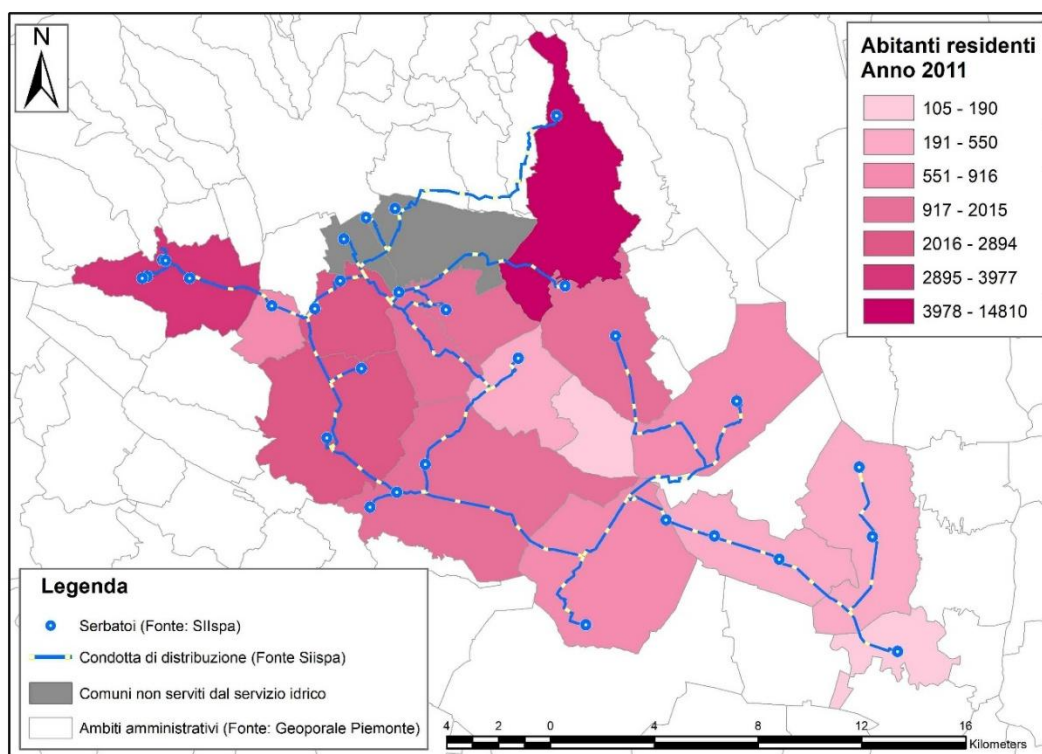 N
Abitanti residenti
Anno 2011
105 - 190
191 - 550
551 - 916
917 - 2015
2016 - 2894
2895 - 3977
3978 - 14810
Legenda
Serbatoi (Fonte: SIIspa)
Condotta di distribuzione (Fonte Siispa)
Comuni non serviti dal servizio idrico
Ambiti amministrativi (Fonte: Geoporale Piemonte)
4 2 0 4 8 12 16
Kilometers